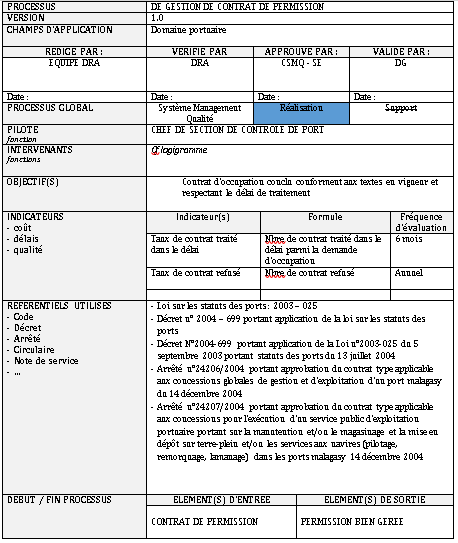 PROCESSUS DE GESTION DE CONTRAT DE PERMISSION
VERSION 1.0
CHAMPS D'APPLICATION Domaine portuaire
REDIGE PAR : VERIFIE PAR APPROUVE PAR : VALIDE PAR :
EQUIPE DRA DRA CSMQ - SE DG
Date : Date : Date : Date :
PROCESSUS GLOBAL Système Management Réalisation Support
Qualité
PILOTE CHEF DE SECTION DE CONTROLE DE PORT
fonction
INTERVENANTS Cf logigramme
fonctions
OBJECTIF(S) Contrat d'occupation conclu conforment aux textes en vigueur et
respectant le délai de traitement
INDICATEURS Indicateur(s) Formule Fréquence
- coût d'évaluation
- délais Taux de contrat traité Nbre de contrat traité dans le 6 mois
- qualité dans le délai délai parmi la demande
d'occupation
Taux de contrat refusé Nbre de contrat refusé Annuel
REFERENTIELS UTILISES - Loi sur les statuts des ports : 2003 – 025
- Code - Décret n° 2004 – 699 portant application de la loi sur les statuts des
- Décret ports
- Arrêté - Décret N°2004-699 portant application de la Loi n°2003-025 du 5
- Circulaire septembre 2003 portant statuts des ports du 13 juillet 2004
- Note de service - Arrêté n°24206/2004 portant approbation du contrat type applicable
- ... aux concessions globales de gestion et d'exploitation d'un port malagasy
du 14 décembre 2004
- Arrêté n°24207/2004 portant approbation du contrat type applicable
aux concessions pour l'exécution d'un service public d'exploitation
portuaire portant sur la manutention et/ou le magasinage et la mise en
dépôt sur terre-plein et/ou les services aux navires (pilotage,
remorquage, lamanage) dans les ports malagasy 14 décembre 2004
DEBUT / FIN PROCESSUS ELEMENT(S) D'ENTREE ELEMENT(S) DE SORTIE
CONTRAT DE PERMISSION PERMISSION BIEN GEREE